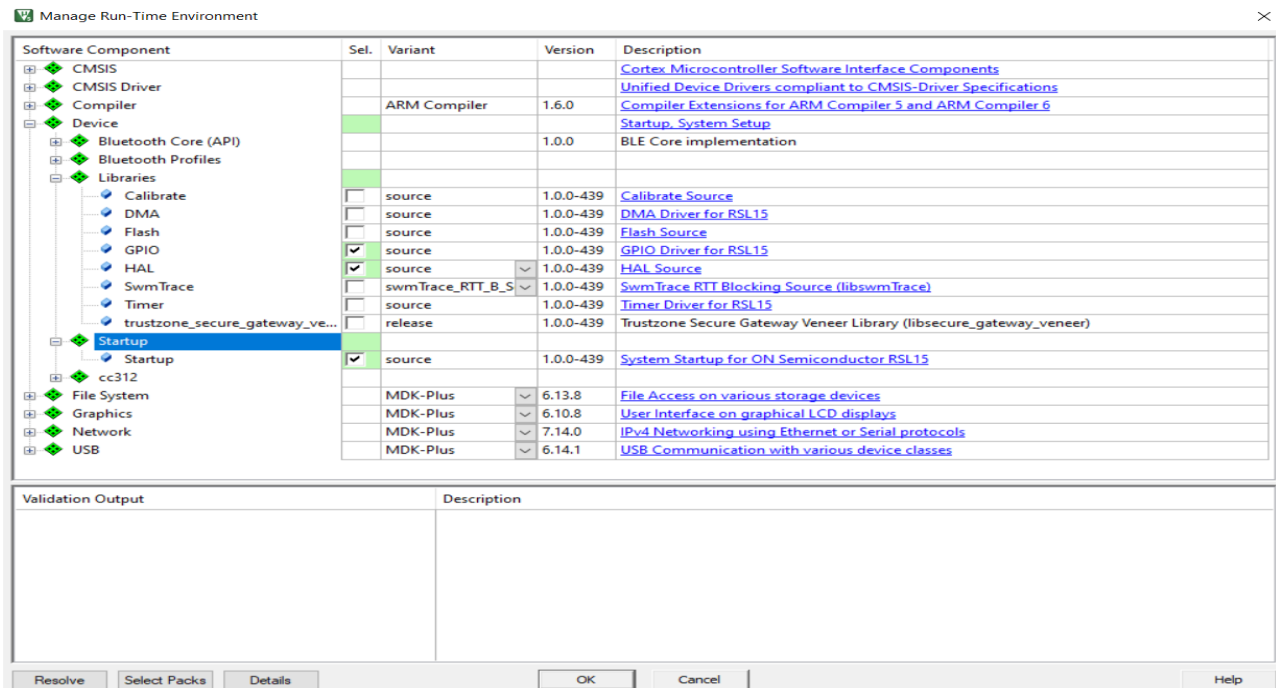 Manage Run-Time Environment
Software Component Sel. Variant Version Description
CMSIS Cortex Microcontroller Software Interface Components
CMSIS Driver Unified Device Drivers compliant to CMSIS-Driver Specifications
Compiler ARM Compiler 1.6.0 Compiler Extensions for ARM Compiler 5 and ARM Compiler 6
Device Startup, System Setup
Bluetooth Core (API) 1.0.0 BLE Core implementation
Bluetooth Profiles
Libraries
Calibrate source 1.0.0-439 Calibrate Source
DMA source 1.0.0-439 DMA Driver for RSL15
Flash source 1.0.0-439 Flash Source
GPIO source 1.0.0-439 GPIO Driver for RSL15
HAL source 1.0.0-439 HAL Source
SwmTrace swmTrace_RTT_B_S 1.0.0-439 SwmTrace RTT Blocking Source (libswmTrace)
Timer source 1.0.0-439 Timer Driver for RSL15
trustzone_secure_gateway_ve... release 1.0.0-439 Trustzone Secure Gateway Veneer Library (libsecure_gateway_veneer)
Startup
Startup source 1.0.0-439 System Startup for ON Semiconductor RSL15
cc312
File System MDK-Plus 6.13.8 File Access on various storage devices
Graphics MDK-Plus 6.10.8 User Interface on graphical LCD displays
Network MDK-Plus 7.14.0 IPv4 Networking using Ethernet or Serial protocols
USB MDK-Plus 6.14.1 USB Communication with various device classes
Validation Output Description
Resolve Select Packs Details OK Cancel Help